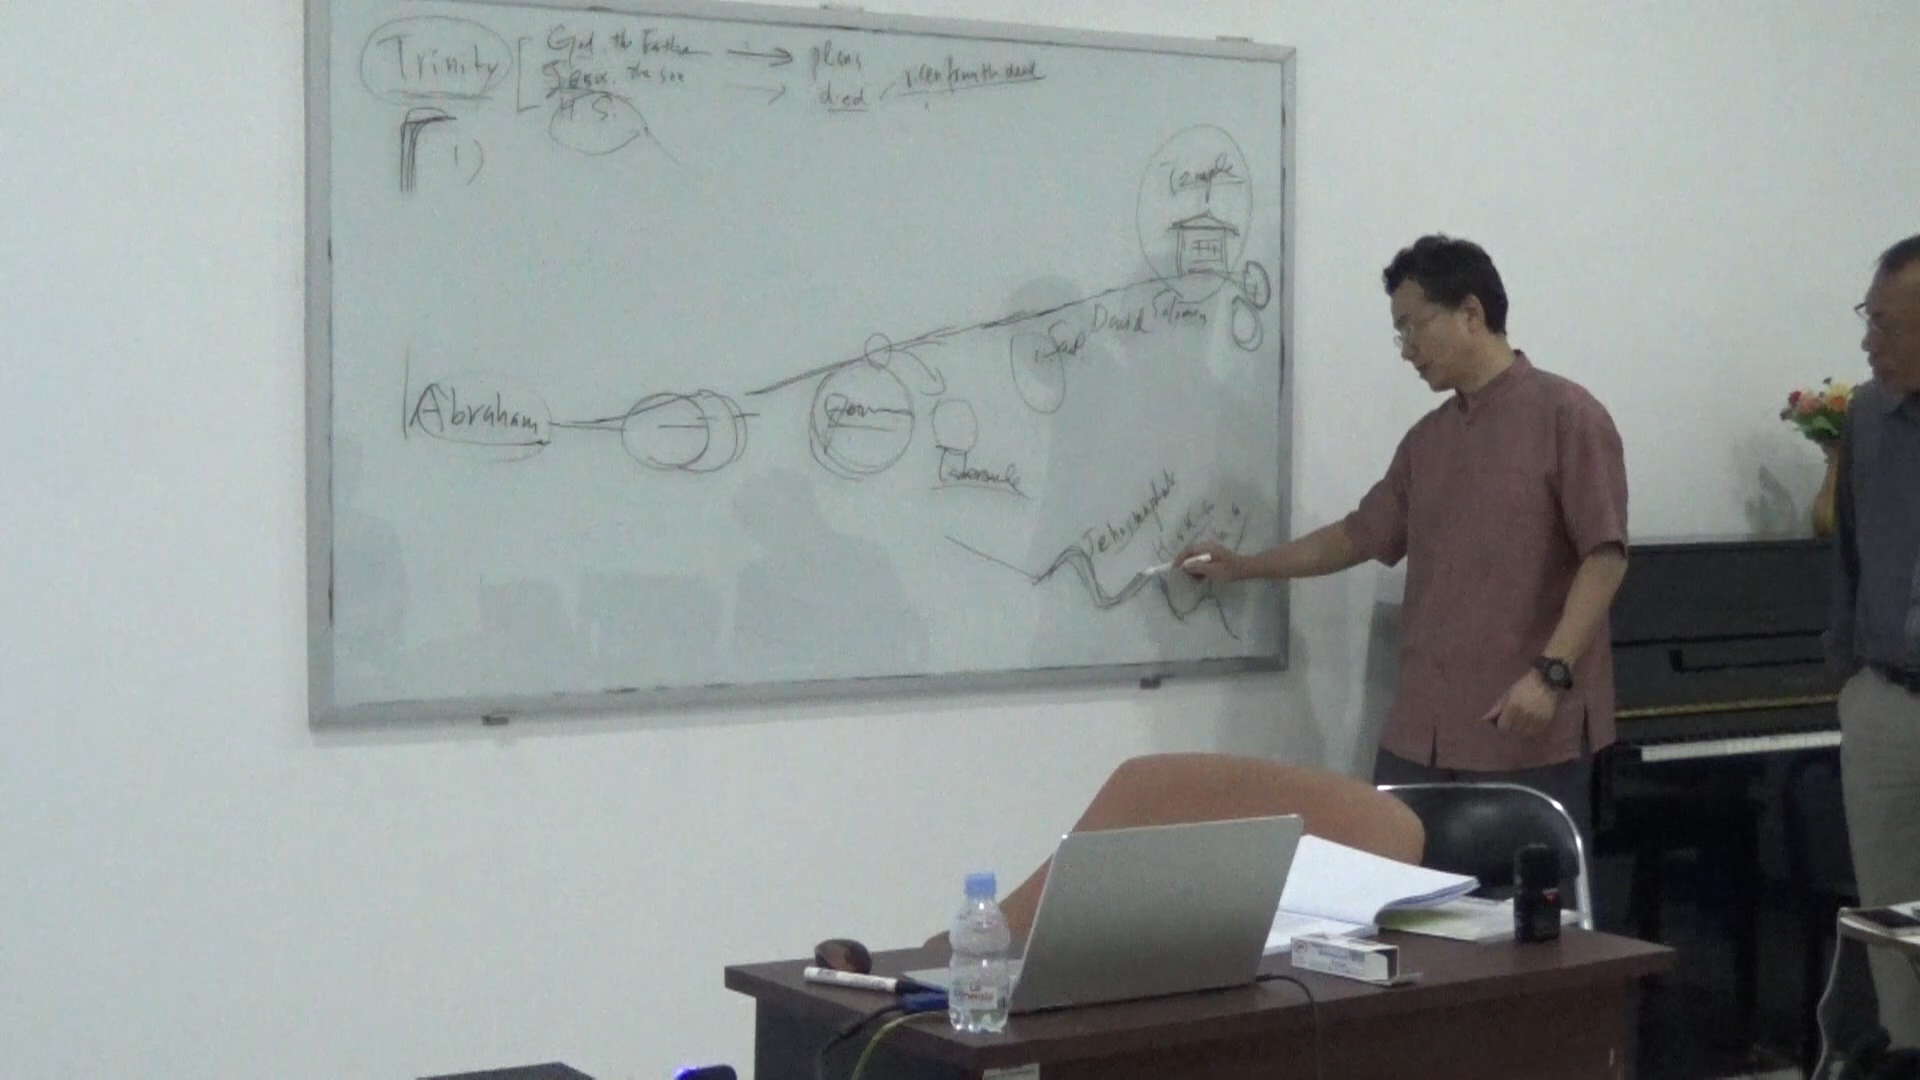 Trinity
God. the Father → plans
Jesus. the son → died, risen from the dead
H.S.
1)
Temple
Saul David Solomon
Abraham
Tabernacle
Jehoshaphat